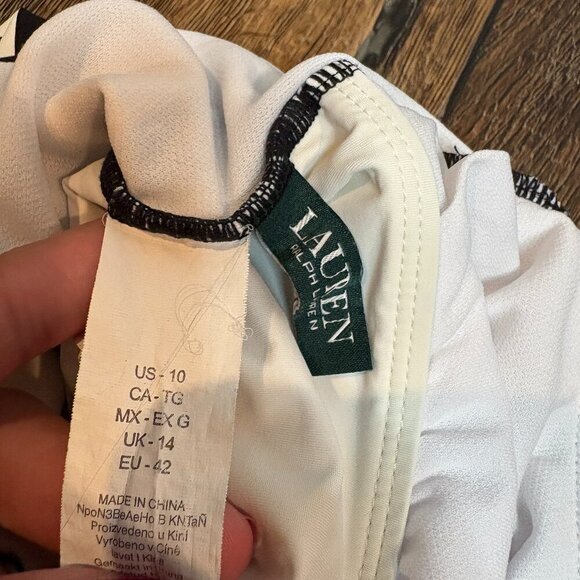 LAUREN
RALPH LAUREN
US - 10
CA - TG
MX - EX G
UK - 14
EU - 42
MADE IN CHINA
NpoN3BeAeHo B KNTaÑ
Proizvedeno u Kini
Vyrobeno v Číně